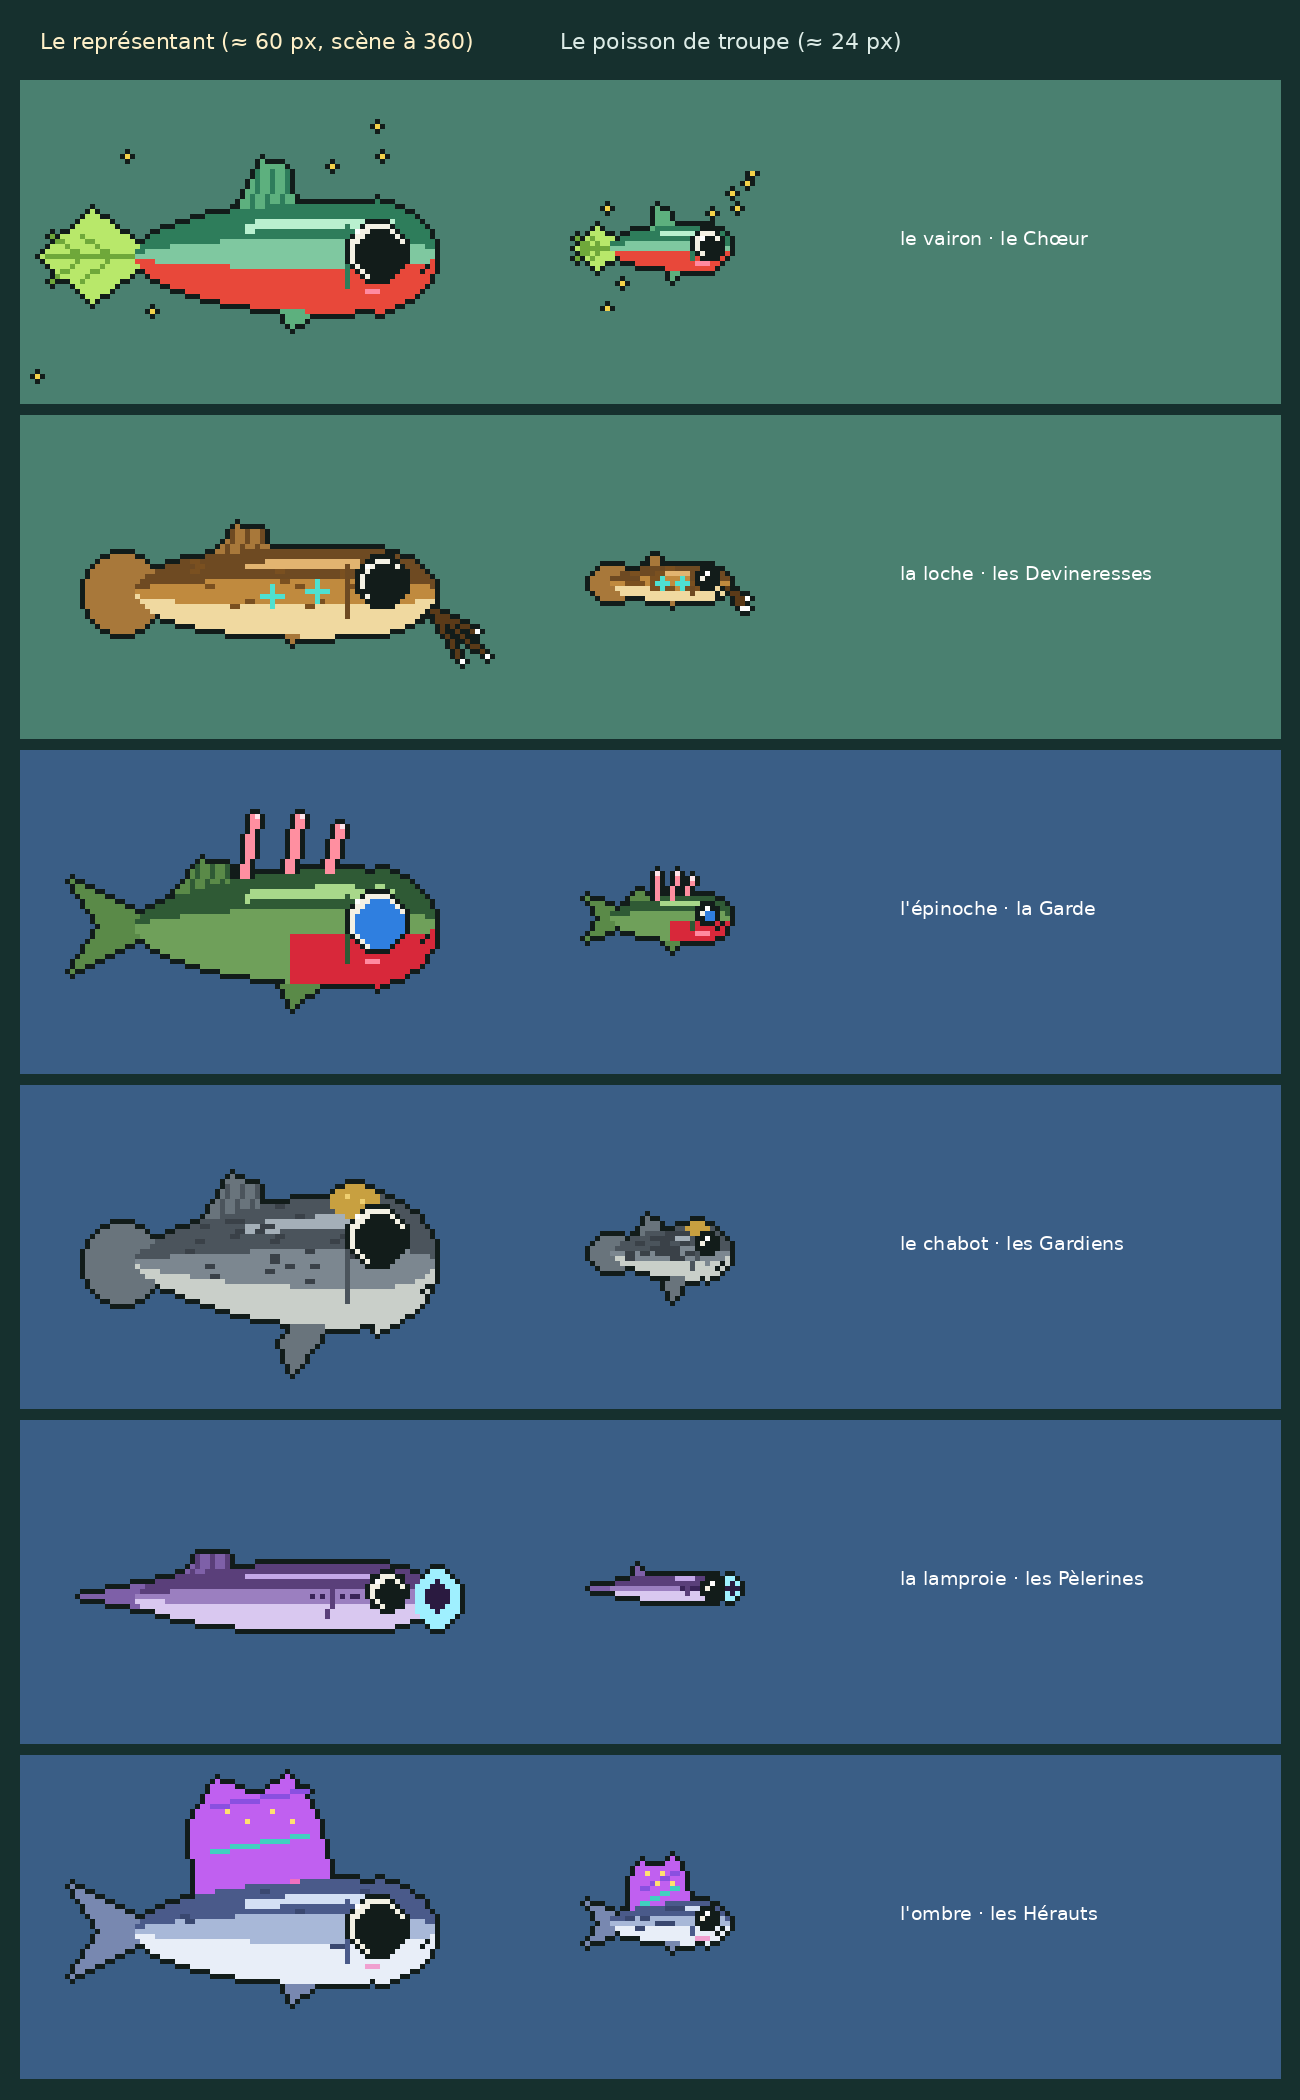 Le représentant (≈ 60 px, scène à 360)
Le poisson de troupe (≈ 24 px)
le vairon · le Chœur
la loche · les Devineresses
l'épinoche · la Garde
le chabot · les Gardiens
la lamproie · les Pèlerines
l'ombre · les Hérauts